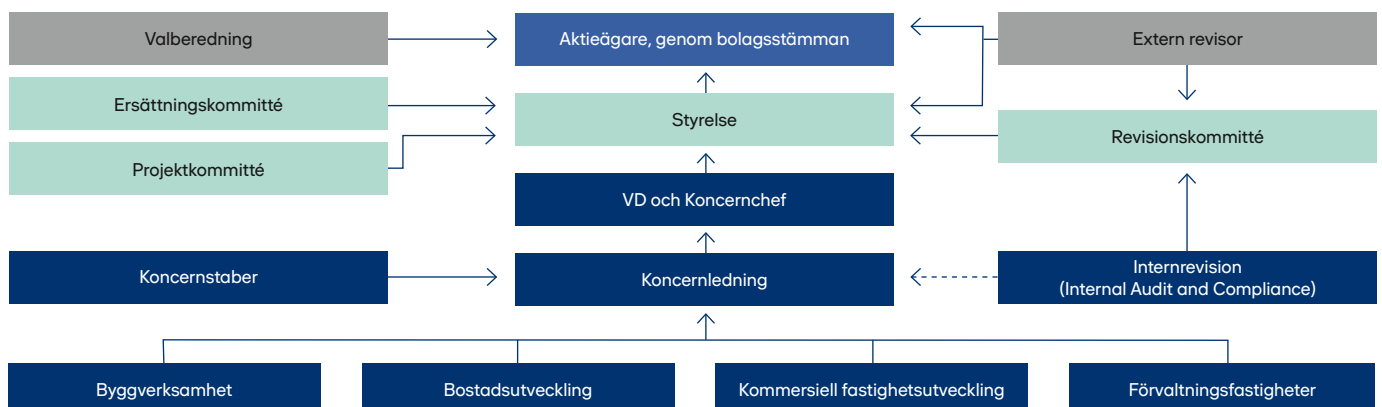 Valberedning
Aktieägare, genom bolagsstämman
Extern revisor
Ersättningskommitté
Styrelse
Revisionskommitté
Projektkommitté
VD och Koncernchef
Koncernstaber
Koncernledning
Internrevision
(Internal Audit and Compliance)
Byggverksamhet
Bostadsutveckling
Kommersiell fastighetsutveckling
Förvaltningsfastigheter